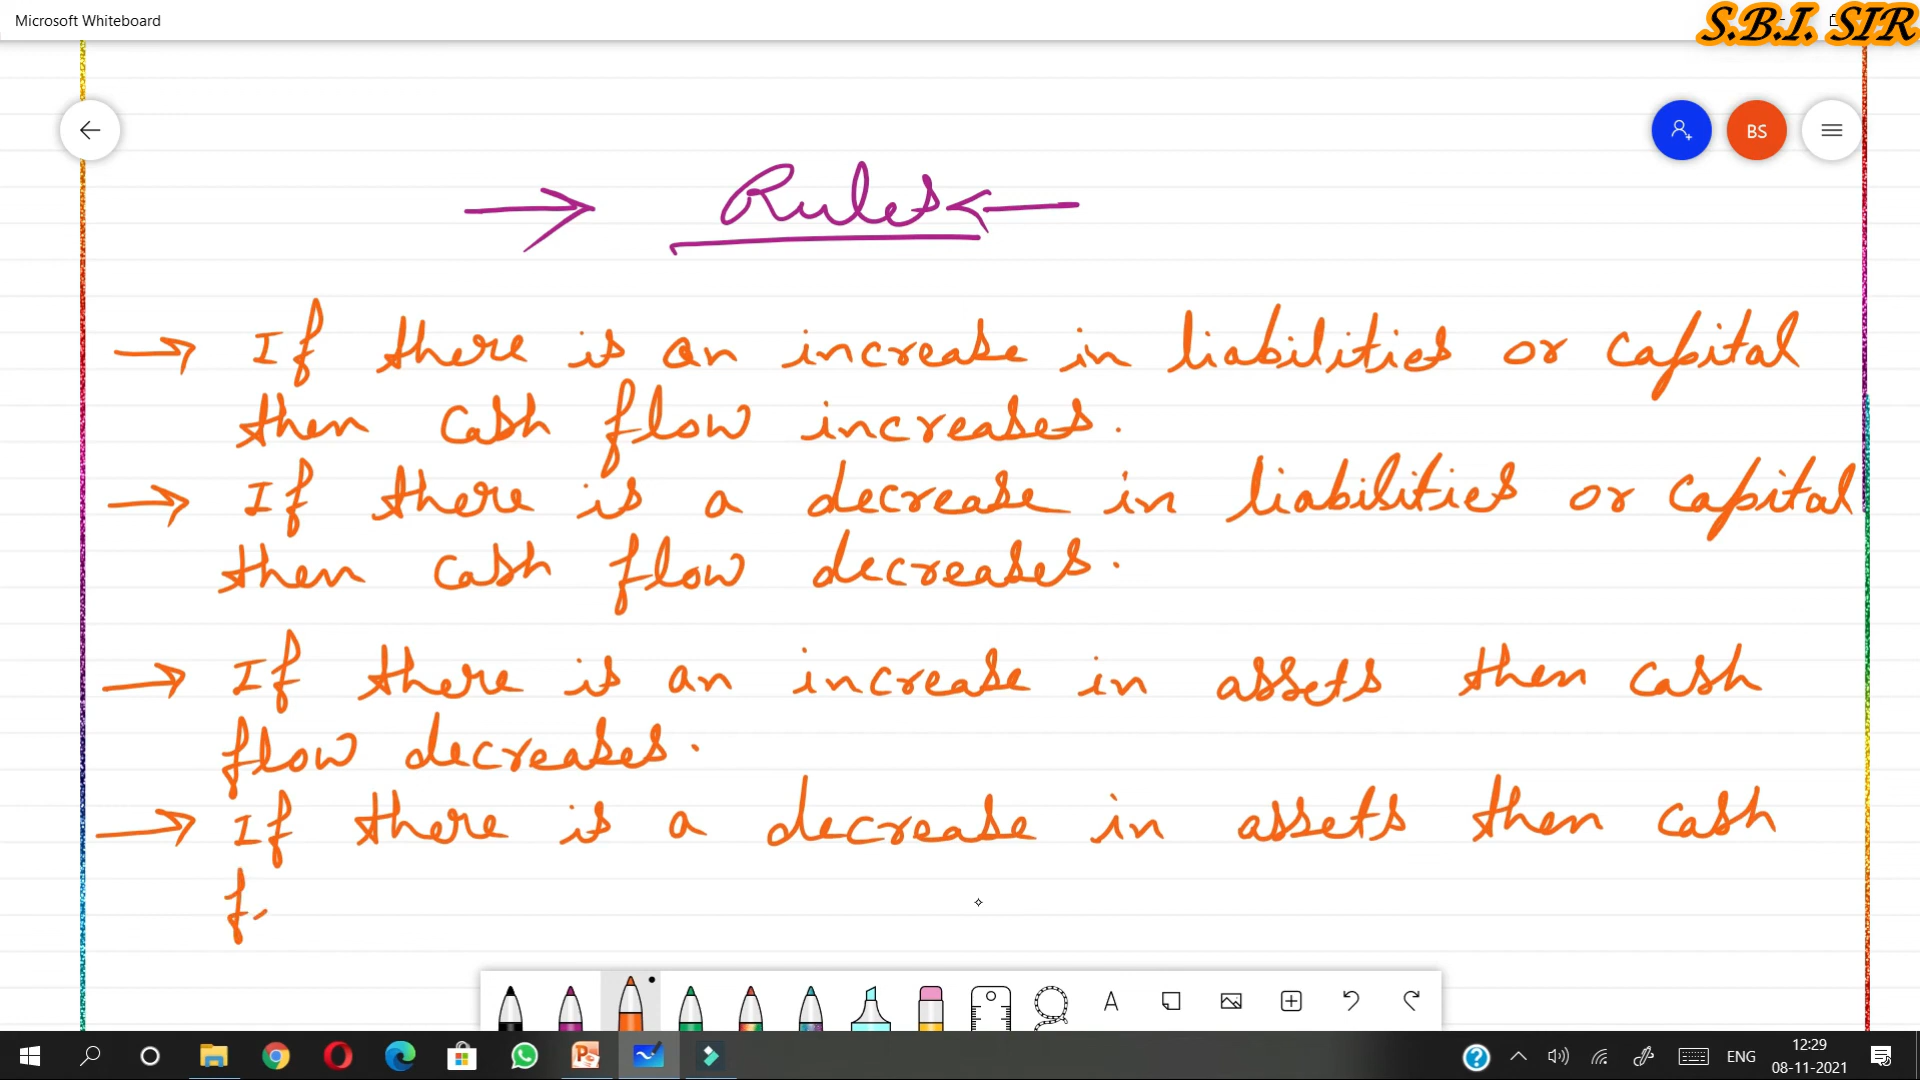 Microsoft Whiteboard
S.B.I. SIR
BS
→ Rules ←
→ If there is an increase in liabilities or capital
then cash flow increases.
→ If there is a decrease in liabilities or capital
then cash flow decreases.
→ If there is an increase in assets then cash
flow decreases.
→ If there is a decrease in assets then cash
f
A
ENG
12:29
08-11-2021